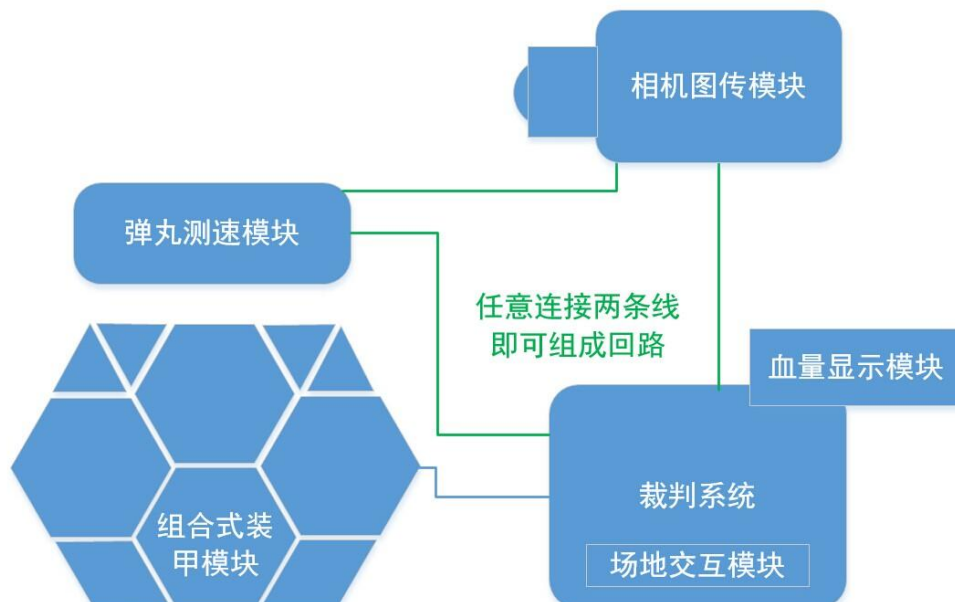 相机图传模块
弹丸测速模块
任意连接两条线
即可组成回路
血量显示模块
组合式装
甲模块
裁判系统
场地交互模块